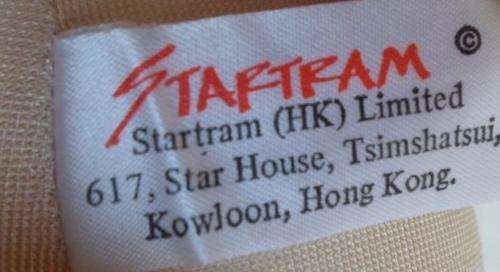 STARTRAM ©
Startram (HK) Limited
617, Star House, Tsimshatsui,
Kowloon, Hong Kong.